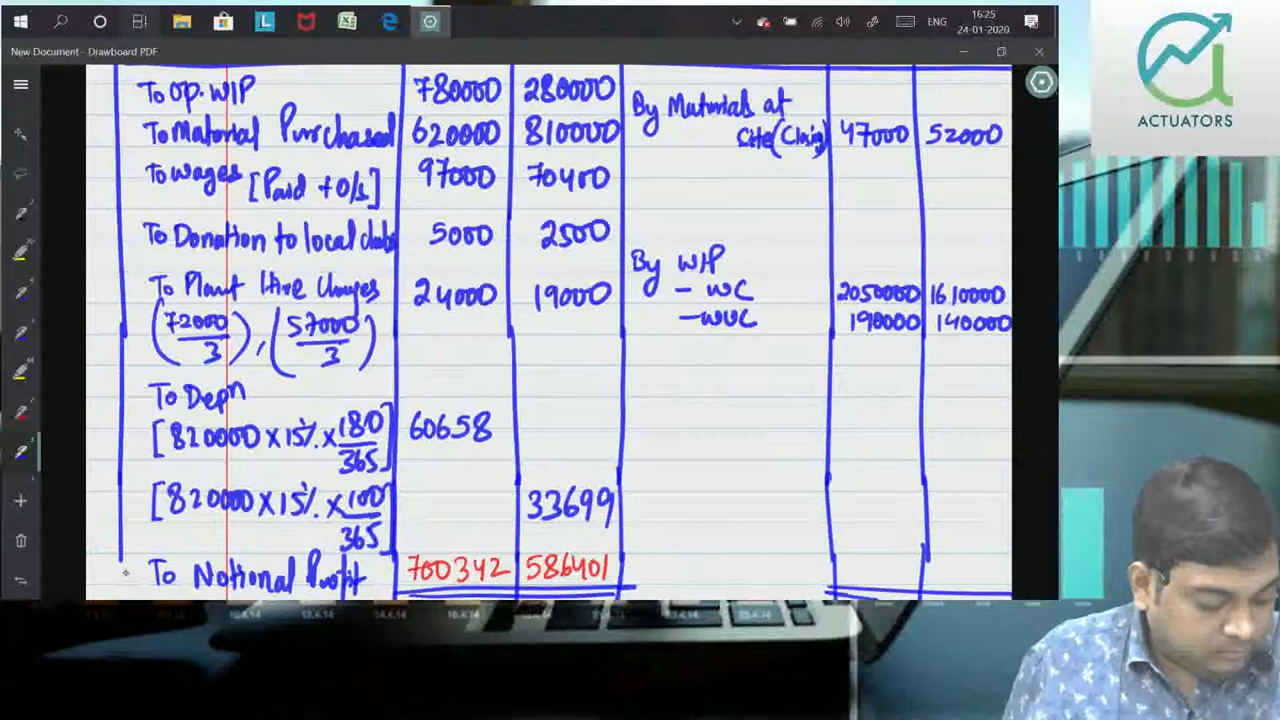 16:25
ENG
24-01-2020
New Document - Drawboard PDF
ACTUATORS
To Op. WIP 780000 280000
By Materials at
To Material Purchased 620000 810000 Site (Closing) 47000 52000
To wages [Paid + O/s] 97000 70400
To Donation to local clubs 5000 2500
By WIP
To Plant Hire Charges 24000 19000 - WC 2050000 1610000
(72000/3), (57000/3) - WUC 190000 140000
To Depn
[820000 x 15% x 180/365] 60658
[820000 x 15% x 100/365] 33699
To Notional Profit 700342 586401